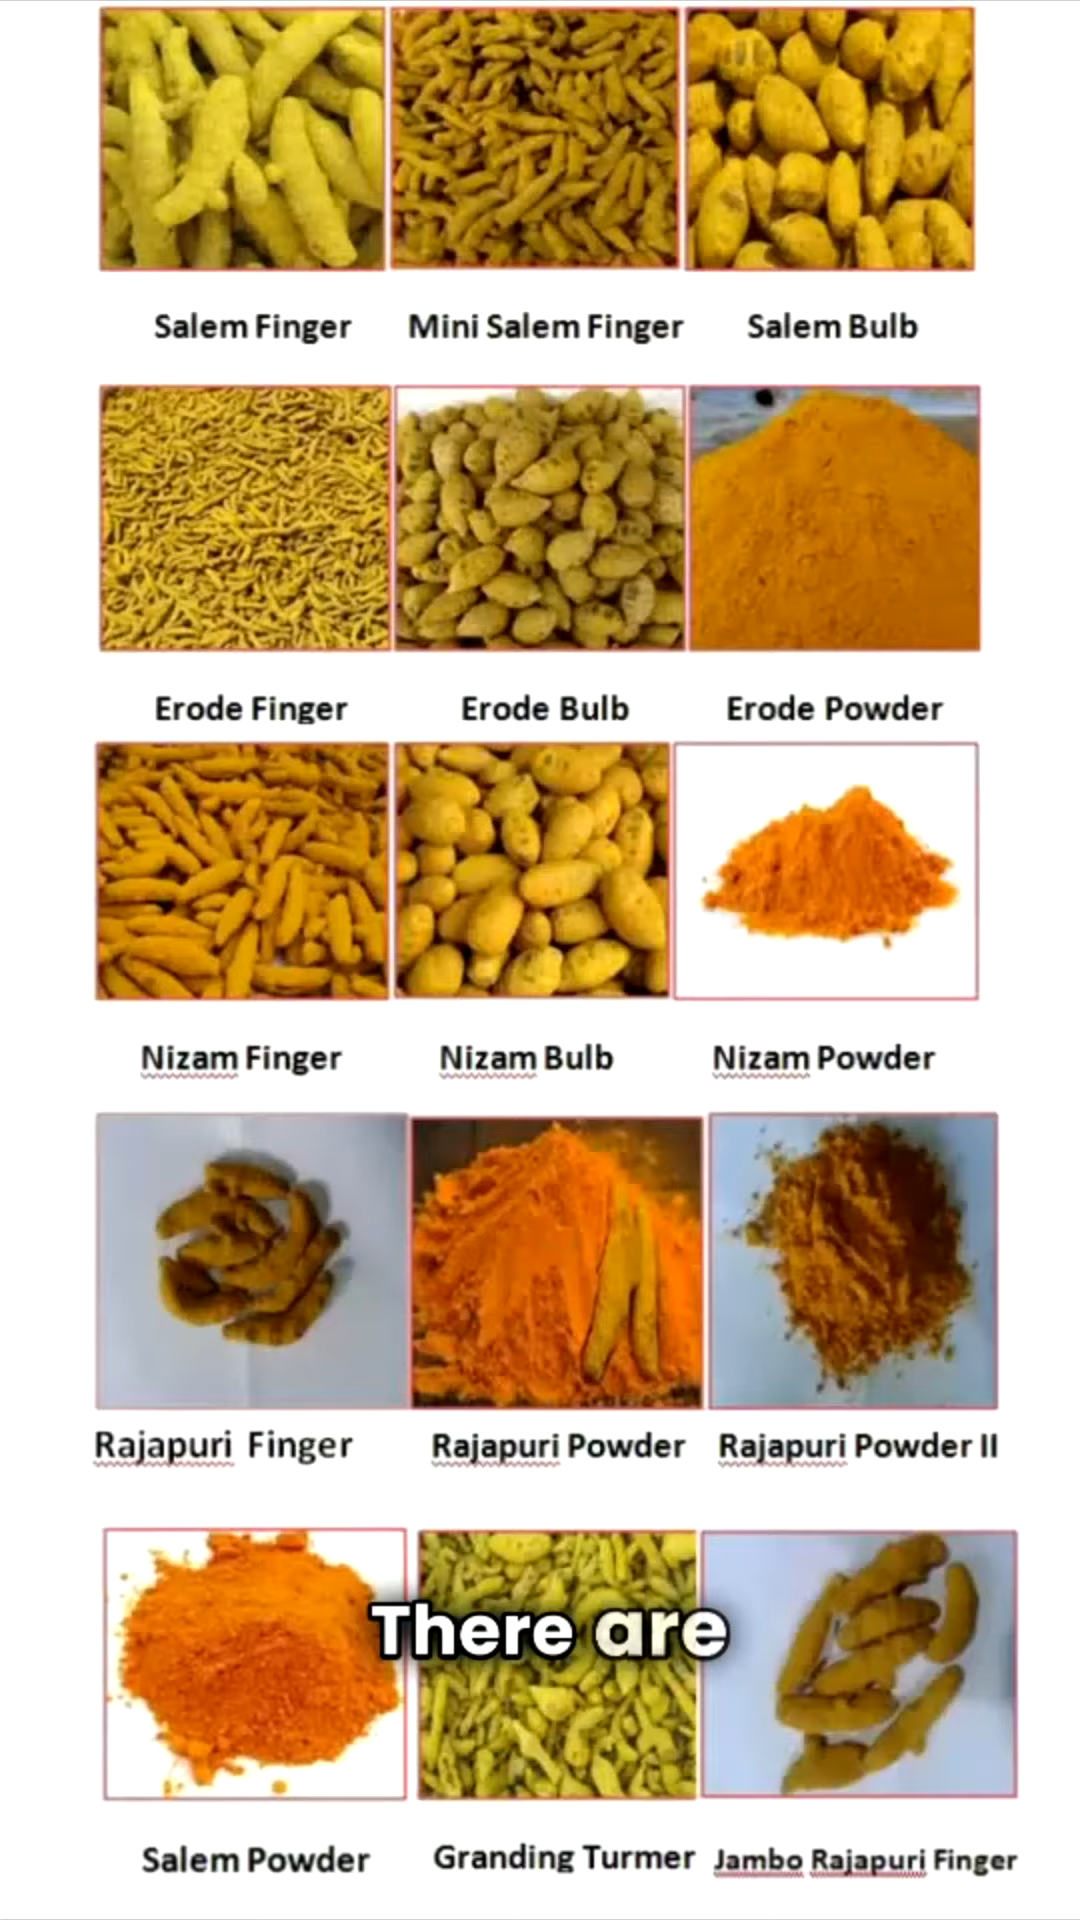 Salem Finger
Mini Salem Finger
Salem Bulb
Erode Finger
Erode Bulb
Erode Powder
Nizam Finger
Nizam Bulb
Nizam Powder
Rajapuri Finger
Rajapuri Powder
Rajapuri Powder II
There are
Salem Powder
Granding Turmer
Jambo Rajapuri Finger